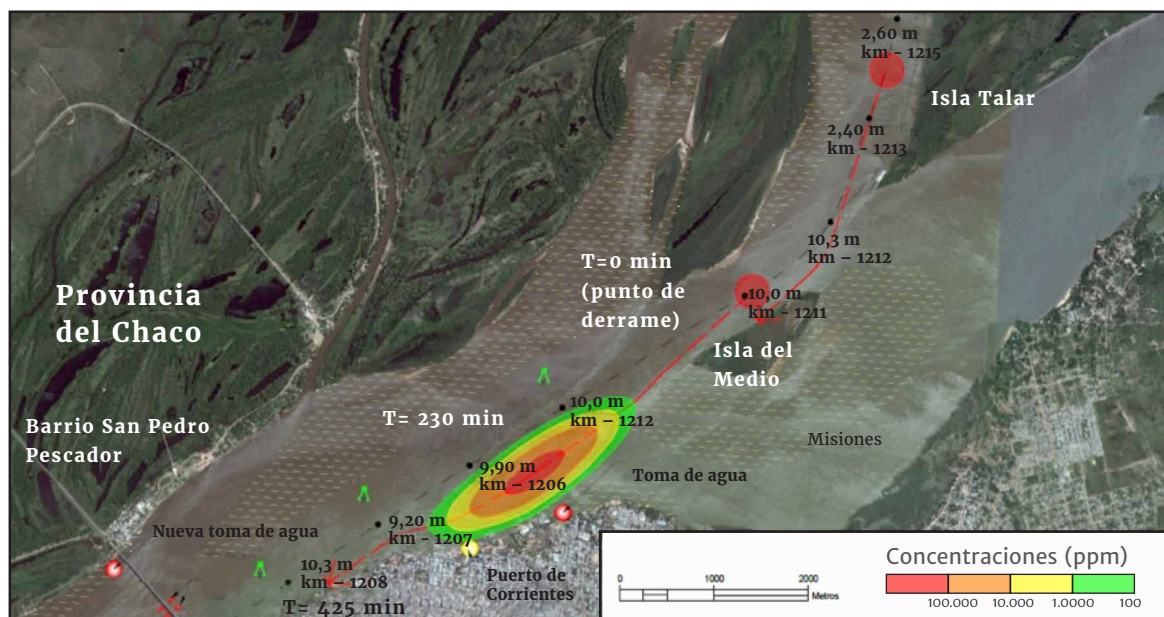 2,60 m
km - 1215
Isla Talar
2,40 m
km - 1213
10,3 m
km - 1212
T=0 min
(punto de
derrame)
10,0 m
km - 1211
Provincia
del Chaco
Isla del
Medio
T= 230 min
10,0 m
km – 1212
Barrio San Pedro
Pescador
Misiones
9,90 m
km – 1206
Toma de agua
Nueva toma de agua
9,20 m
km - 1207
10,3 m
km – 1208
Puerto de
Corrientes
T= 425 min
0 1000 2000
Metros
Concentraciones (ppm)
100.000 10.000 1.0000 100